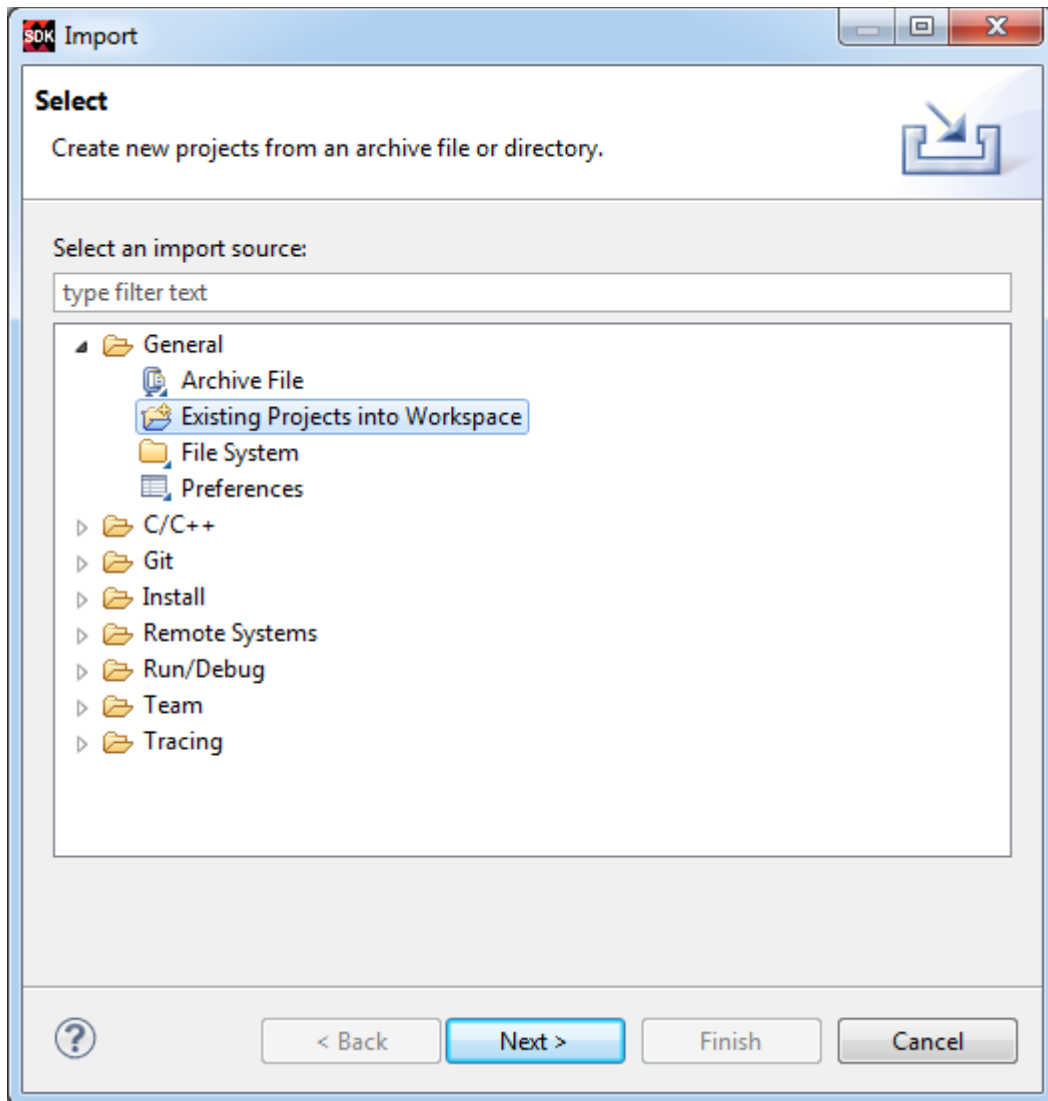 SDK Import
Select
Create new projects from an archive file or directory.
Select an import source:
type filter text
General
Archive File
Existing Projects into Workspace
File System
Preferences
C/C++
Git
Install
Remote Systems
Run/Debug
Team
Tracing
? < Back Next > Finish Cancel